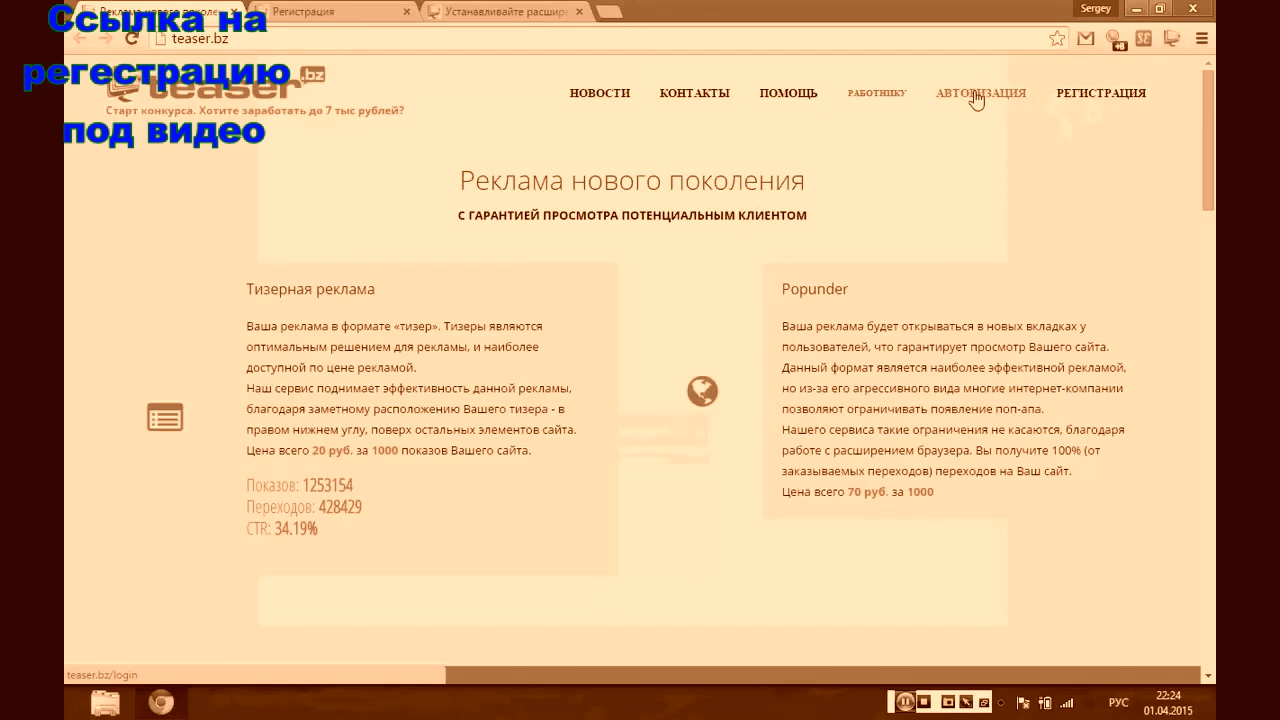 Ссылка на
регестрацию
под видео
Реклама нового поколе
Регистрация
Устанавливайте расшир
Sergey
teaser.bz
teaser.bz
Старт конкурса. Хотите заработать до 7 тыс рублей?
НОВОСТИ
КОНТАКТЫ
ПОМОЩЬ
РАБОТНИКУ
АВТОРИЗАЦИЯ
РЕГИСТРАЦИЯ
Реклама нового поколения
С ГАРАНТИЕЙ ПРОСМОТРА ПОТЕНЦИАЛЬНЫМ КЛИЕНТОМ
Тизерная реклама
Ваша реклама в формате «тизер». Тизеры являются
оптимальным решением для рекламы, и наиболее
доступной по цене рекламой.
Наш сервис поднимает эффективность данной рекламы,
благодаря заметному расположению Вашего тизера - в
правом нижнем углу, поверх остальных элементов сайта.
Цена всего 20 руб. за 1000 показов Вашего сайта.
Показов: 1253154
Переходов: 428429
CTR: 34.19%
Popunder
Ваша реклама будет открываться в новых вкладках у
пользователей, что гарантирует просмотр Вашего сайта.
Данный формат является наиболее эффективной рекламой,
но из-за его агрессивного вида многие интернет-компании
позволяют ограничивать появление поп-апа.
Нашего сервиса такие ограничения не касаются, благодаря
работе с расширением браузера. Вы получите 100% (от
заказываемых переходов) переходов на Ваш сайт.
Цена всего 70 руб. за 1000
teaser.bz/login
РУС
22:24
01.04.2015